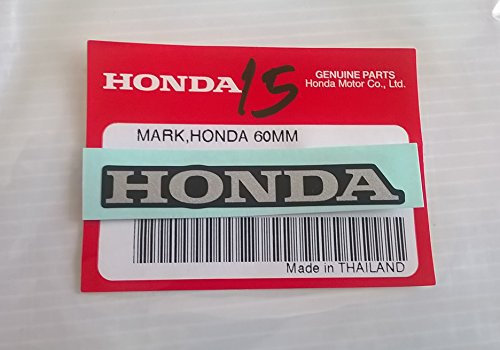 HONDA 15
GENUINE PARTS
Honda Motor Co., Ltd.
MARK,HONDA 60MM
HONDA
Made in THAILAND